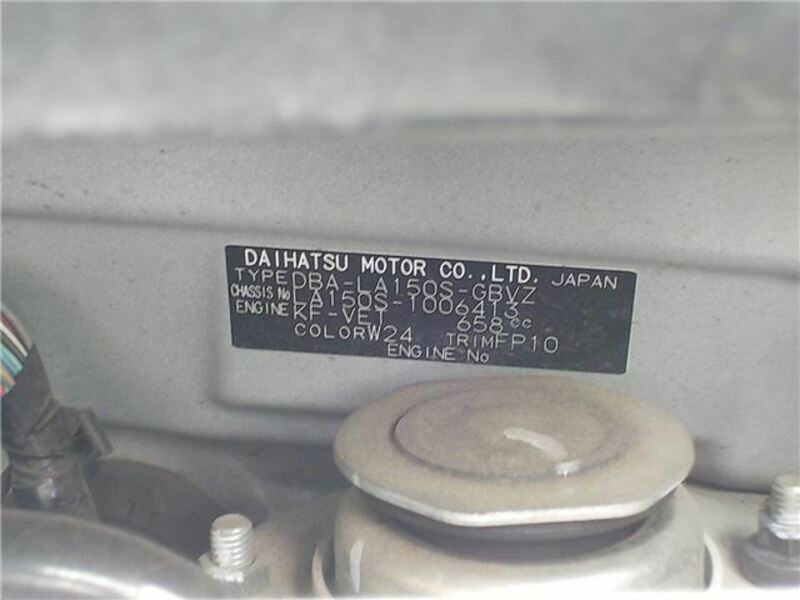 DAIHATSU MOTOR CO.,LTD. JAPAN
TYPE DBA-LA150S-GBVZ
CHASSIS No LA150S-1006413
ENGINE KF-VET 658cc
COLOR W24 TRIM FP10
ENGINE No